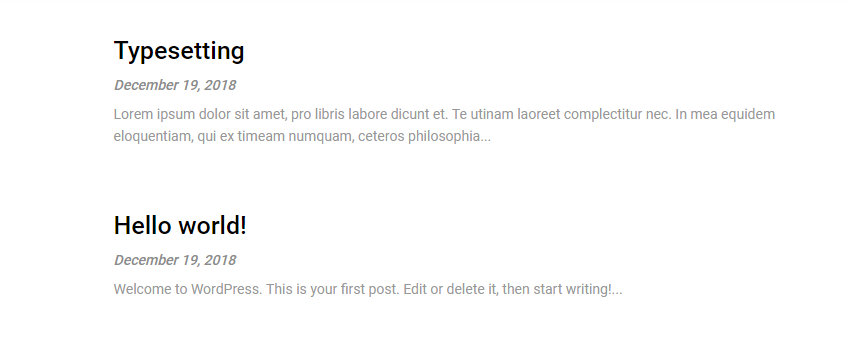 Typesetting
December 19, 2018
Lorem ipsum dolor sit amet, pro libris labore dicunt et. Te utinam laoreet complectitur nec. In mea equidem
eloquentiam, qui ex timeam numquam, ceteros philosophia...
Hello world!
December 19, 2018
Welcome to WordPress. This is your first post. Edit or delete it, then start writing!...